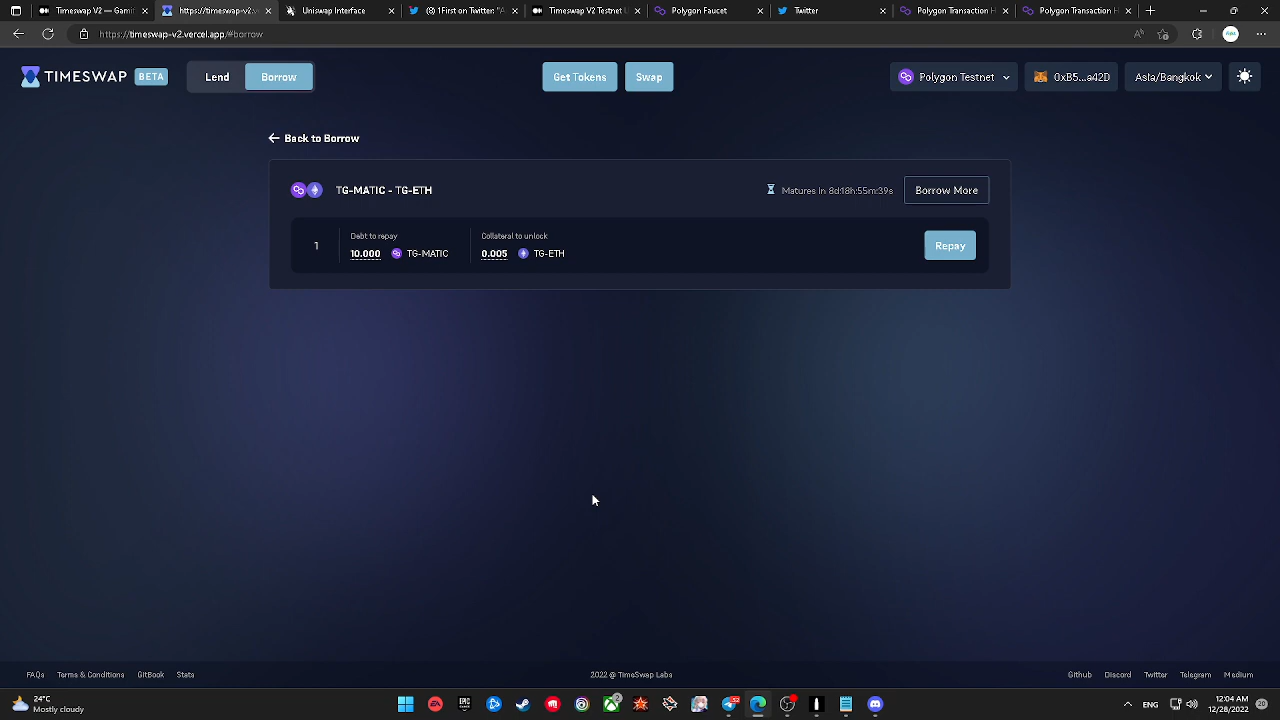 Timeswap V2 — Gami
https://timeswap-v2.v
Uniswap Interface
(1) 1First on Twitter: "A
Timeswap V2 Testnet L
Polygon Faucet
Twitter
Polygon Transaction H
Polygon Transaction H
https://timeswap-v2.vercel.app/#borrow
TIMESWAP BETA
Lend
Borrow
Get Tokens
Swap
Polygon Testnet
0xB5...a42D
Asia/Bangkok
Back to Borrow
TG-MATIC - TG-ETH
Matures in 8d:18h:55m:39s
Borrow More
1
Debt to repay
10.000 TG-MATIC
Collateral to unlock
0.005 TG-ETH
Repay
FAQs
Terms & Conditions
GitBook
Stats
2022 @ TimeSwap Labs
Github
Discord
Twitter
Telegram
Medium
24°C
Mostly cloudy
ENG
12:04 AM
12/28/2022